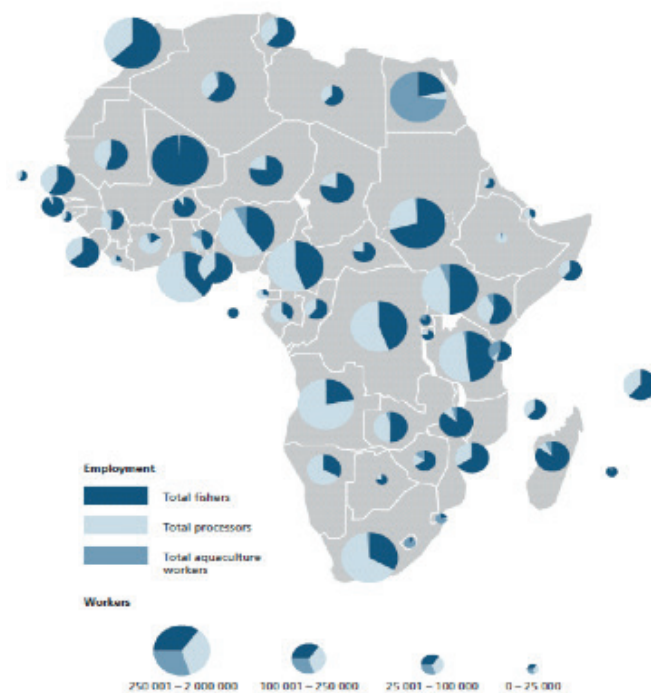 Employment
Total fishers
Total processors
Total aquaculture
workers
Workers
250 001 – 2 000 000
100 001 – 250 000
25 001 – 100 000
0 – 25 000